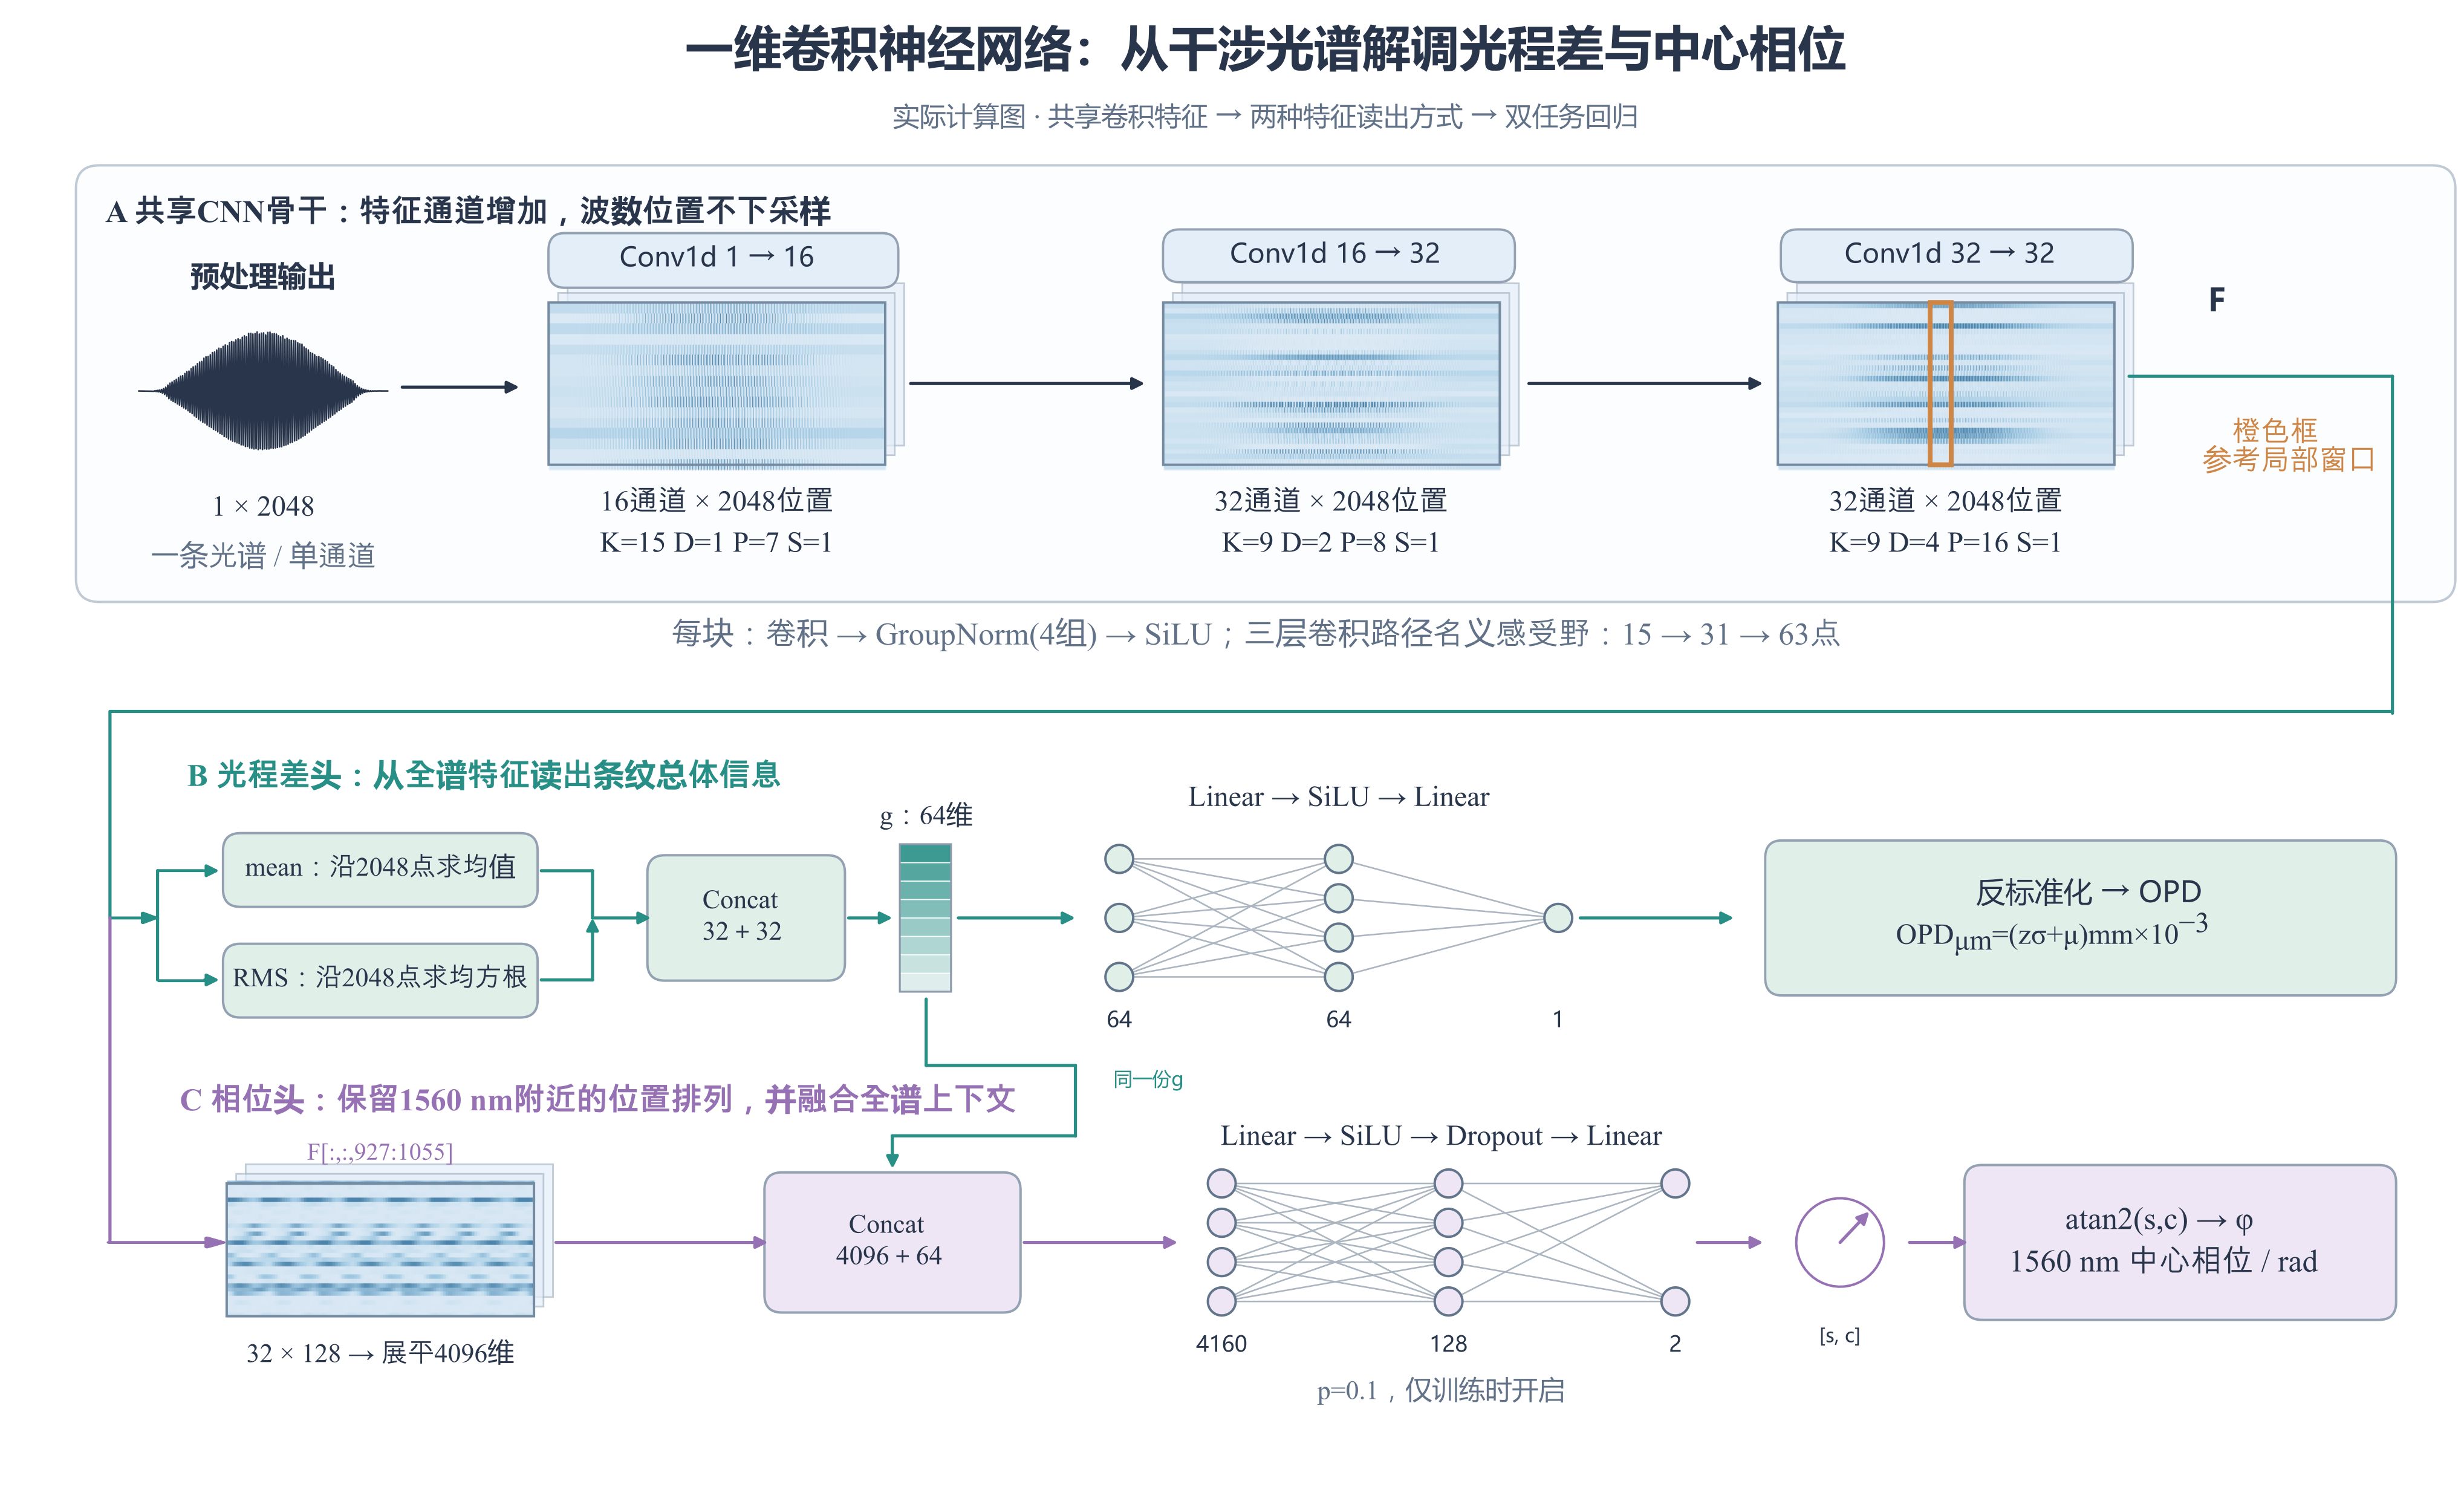 一维卷积神经网络：从干涉光谱解调光程差与中心相位
实际计算图 · 共享卷积特征 → 两种特征读出方式 → 双任务回归
A 共享CNN骨干：特征通道增加，波数位置不下采样
预处理输出
1 × 2048
一条光谱 / 单通道
Conv1d 1 → 16
16通道 × 2048位置
K=15 D=1 P=7 S=1
Conv1d 16 → 32
32通道 × 2048位置
K=9 D=2 P=8 S=1
Conv1d 32 → 32
32通道 × 2048位置
K=9 D=4 P=16 S=1
F
橙色框
参考局部窗口
每块：卷积 → GroupNorm(4组) → SiLU；三层卷积路径名义感受野：15 → 31 → 63点
B 光程差头：从全谱特征读出条纹总体信息
mean：沿2048点求均值
RMS：沿2048点求均方根
Concat
32 + 32
g：64维
Linear → SiLU → Linear
64
64
1
反标准化 → OPD
OPDμm=(zσ+μ)mm×10−3
同一份g
C 相位头：保留1560 nm附近的位置排列，并融合全谱上下文
F[:,:,927:1055]
32 × 128 → 展平4096维
Concat
4096 + 64
Linear → SiLU → Dropout → Linear
4160
128
2
p=0.1，仅训练时开启
[s, c]
atan2(s,c) → φ
1560 nm 中心相位 / rad